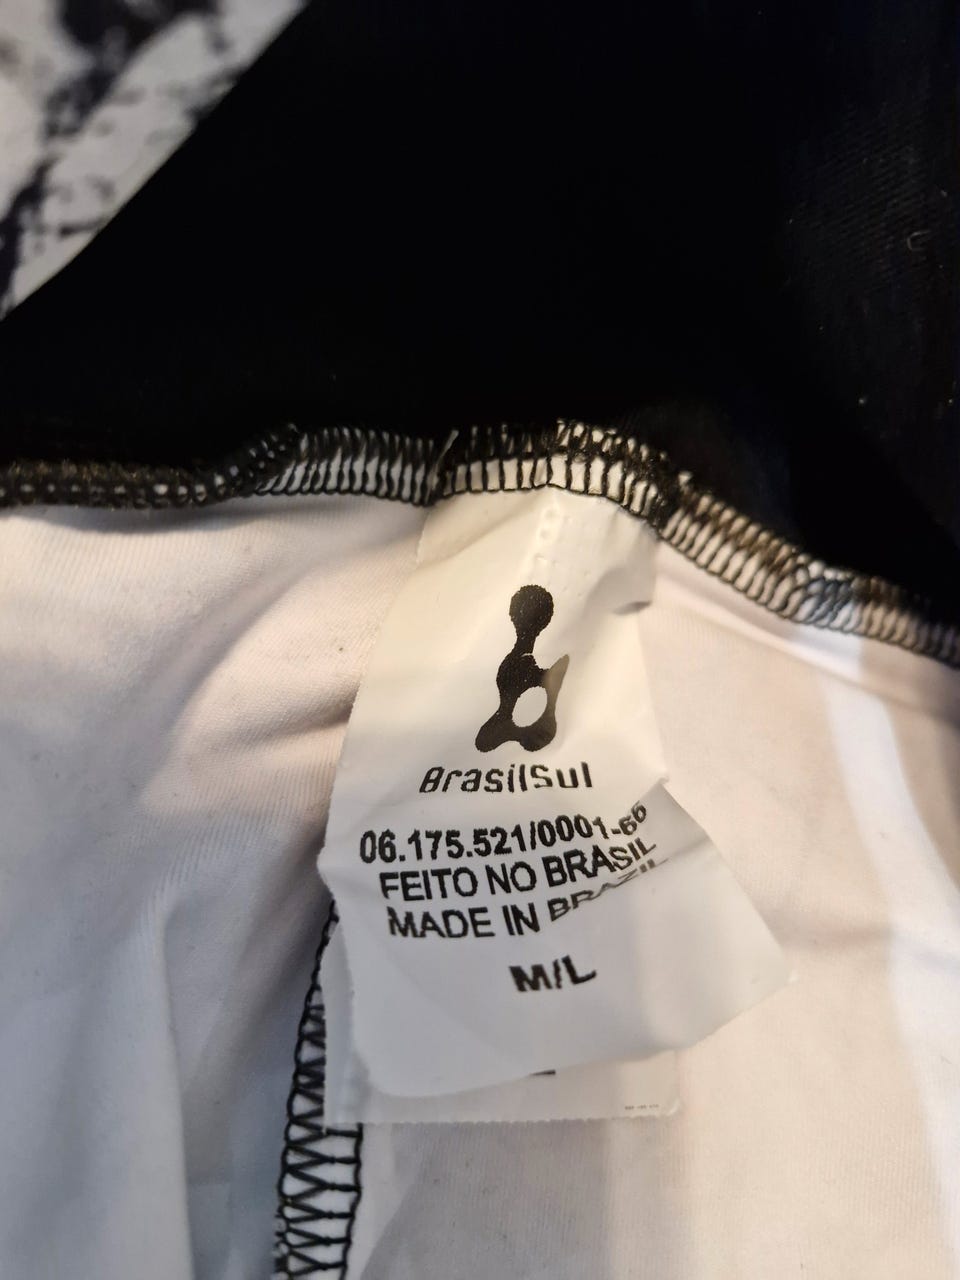 BrasilSul
06.175.521/0001-66
FEITO NO BRASIL
MADE IN BRAZIL
M/L